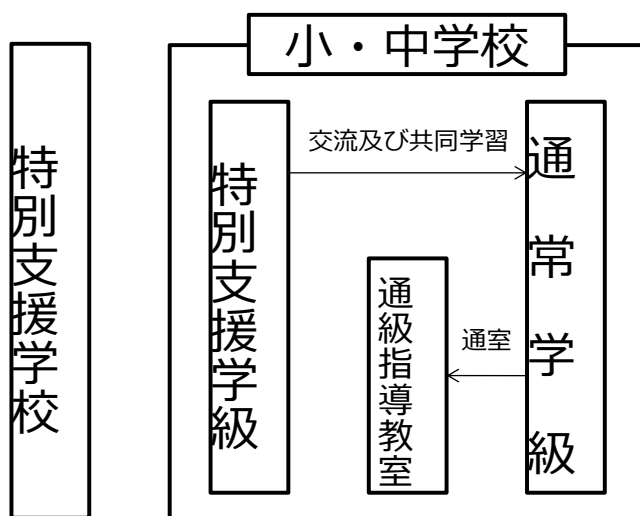 小・中学校
特別支援学校
特別支援学級
交流及び共同学習
通常学級
通級指導教室
通室